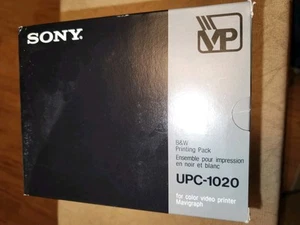 SONY.
VP
B&W
Printing Pack
Ensemble pour impression
en noir et blanc
UPC-1020
for color video printer
Mavigraph